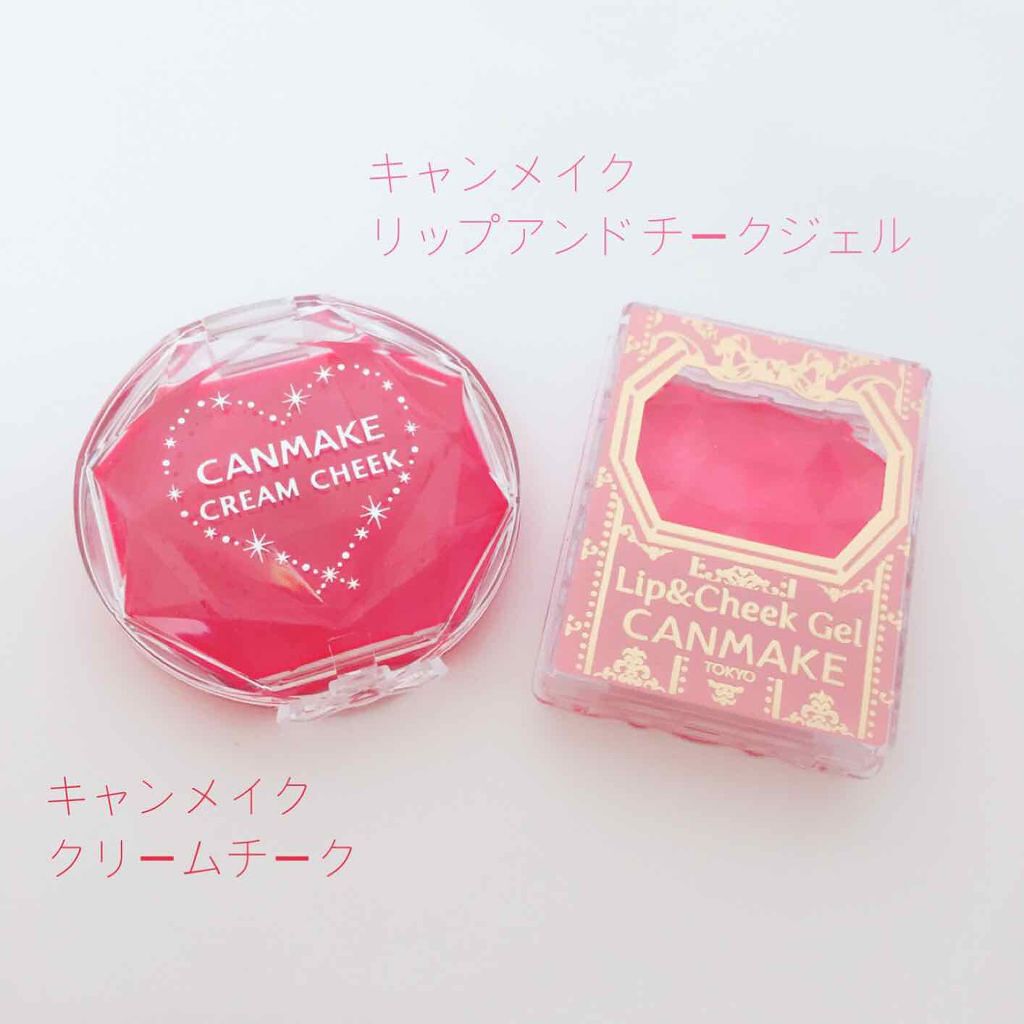 キャンメイク
リップアンドチークジェル
CANMAKE
CREAM CHEEK
Lip&Cheek Gel
CANMAKE
TOKYO
キャンメイク
クリームチーク